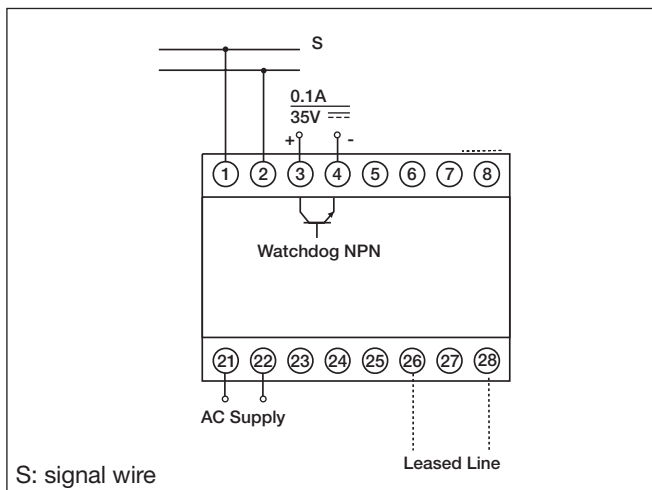 S
0.1A
35V
+ -
1 2 3 4 5 6 7 8
Watchdog NPN
21 22 23 24 25 26 27 28
AC Supply
Leased Line
S: signal wire